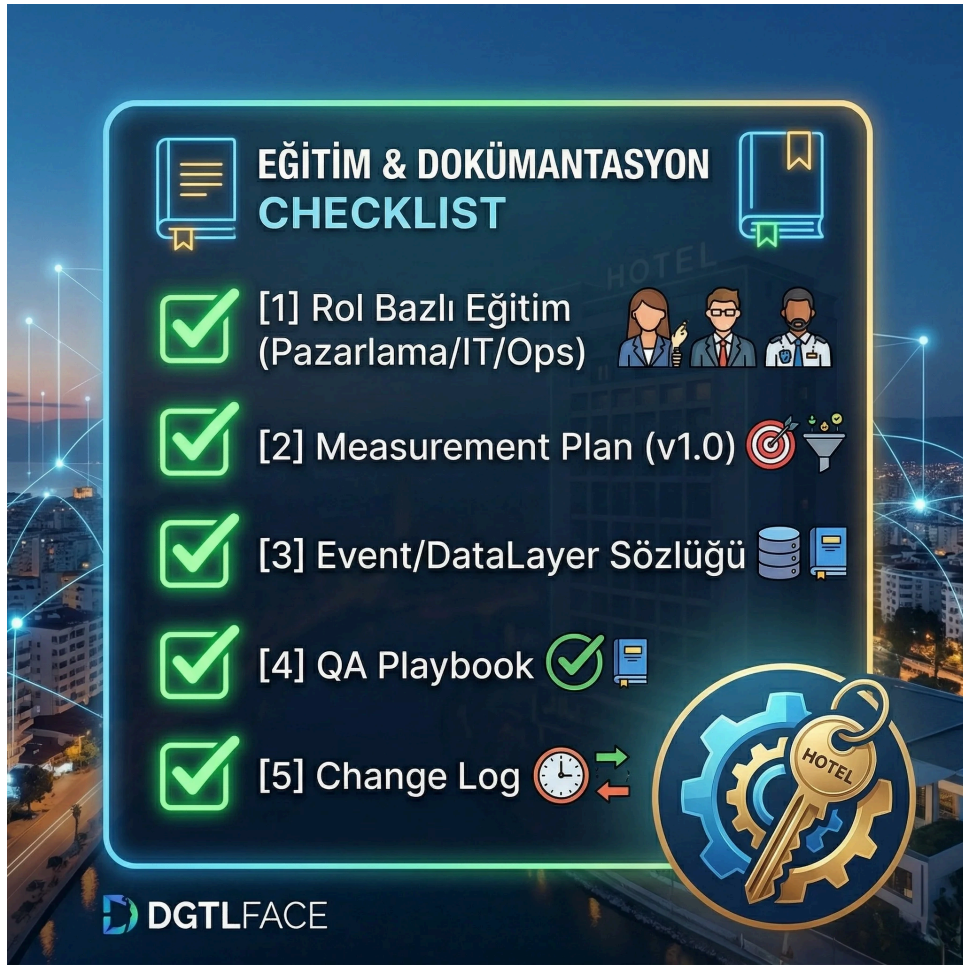 EĞİTİM & DOKÜMANTASYON
CHECKLIST
HOTEL
[1] Rol Bazlı Eğitim
(Pazarlama/IT/Ops)
[2] Measurement Plan (v1.0)
[3] Event/DataLayer Sözlüğü
[4] QA Playbook
[5] Change Log
HOTEL
DGTLFACE